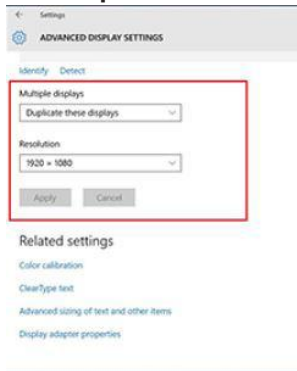 Settings
ADVANCED DISPLAY SETTINGS
Identify Detect
Multiple displays
Duplicate these displays
Resolution
1920 × 1080
Apply Cancel
Related settings
Color calibration
ClearType text
Advanced sizing of text and other items
Display adapter properties